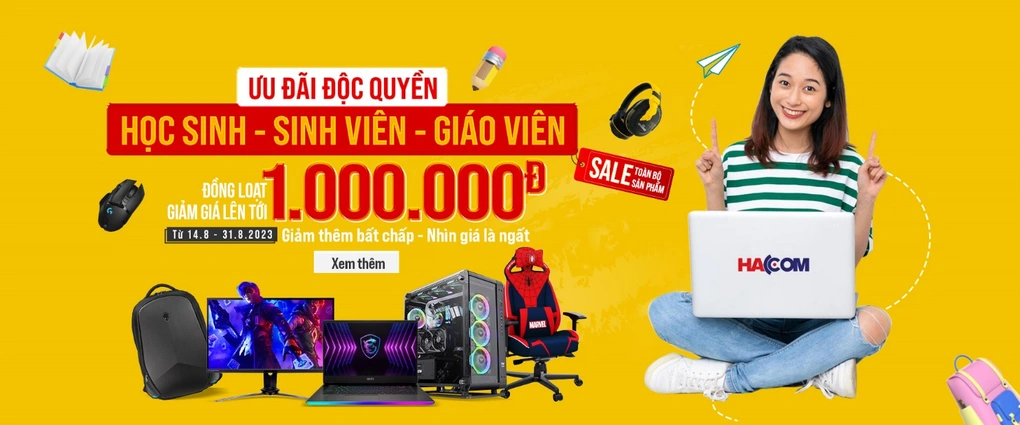 ƯU ĐÃI ĐỘC QUYỀN
HỌC SINH - SINH VIÊN - GIÁO VIÊN
ĐỒNG LOẠT
GIẢM GIÁ LÊN TỚI
1.000.000Đ
SALE TOÀN BỘ
SẢN PHẨM
Từ 14.8 - 31.8.2023
Giảm thêm bất chấp - Nhìn giá là ngất
Xem thêm
HACOM
MARVEL